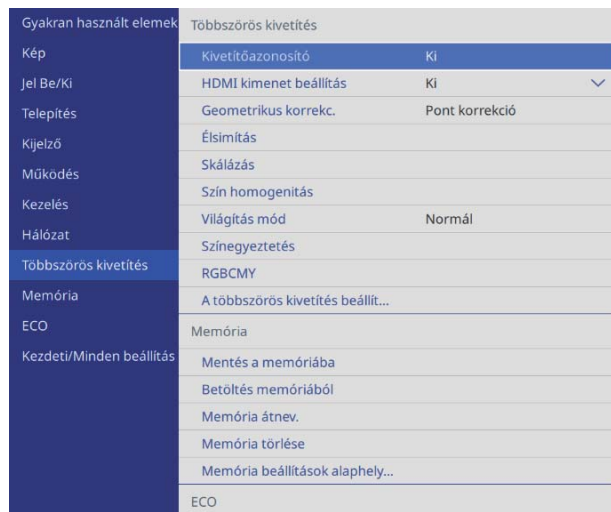 Gyakran használt elemek
Kép
Jel Be/Ki
Telepítés
Kijelző
Működés
Kezelés
Hálózat
Többszörös kivetítés
Memória
ECO
Kezdeti/Minden beállítás
Többszörös kivetítés
Kivetítőazonosító Ki
HDMI kimenet beállítás Ki
Geometrikus korrekc. Pont korrekció
Élsimítás
Skálázás
Szín homogenitás
Világítás mód Normál
Színegyeztetés
RGBCMY
A többszörös kivetítés beállít...
Memória
Mentés a memóriába
Betöltés memóriából
Memória átnev.
Memória törlése
Memória beállítások alaphely...
ECO